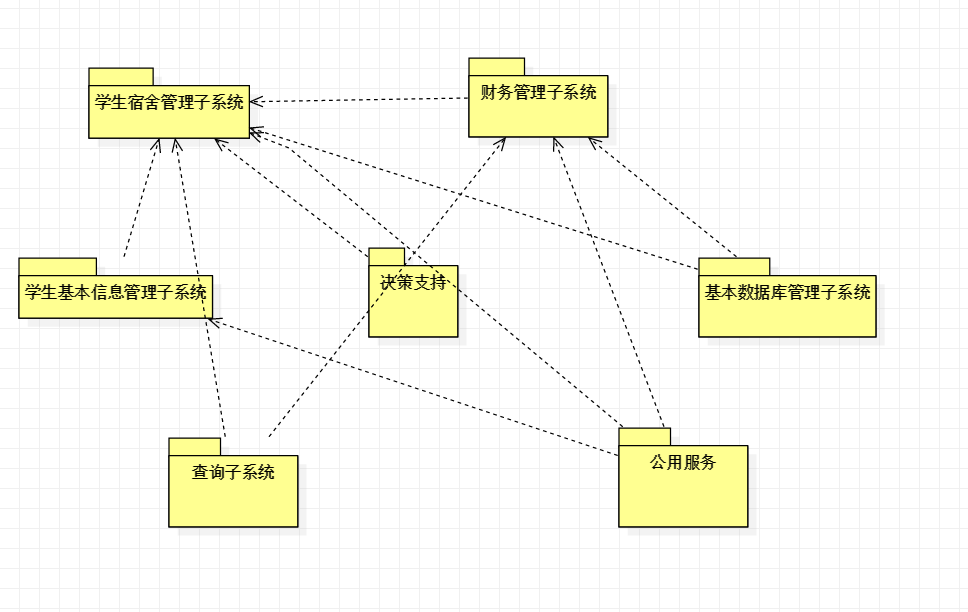 学生宿舍管理子系统
财务管理子系统
学生基本信息管理子系统
决策支持
基本数据库管理子系统
查询子系统
公用服务